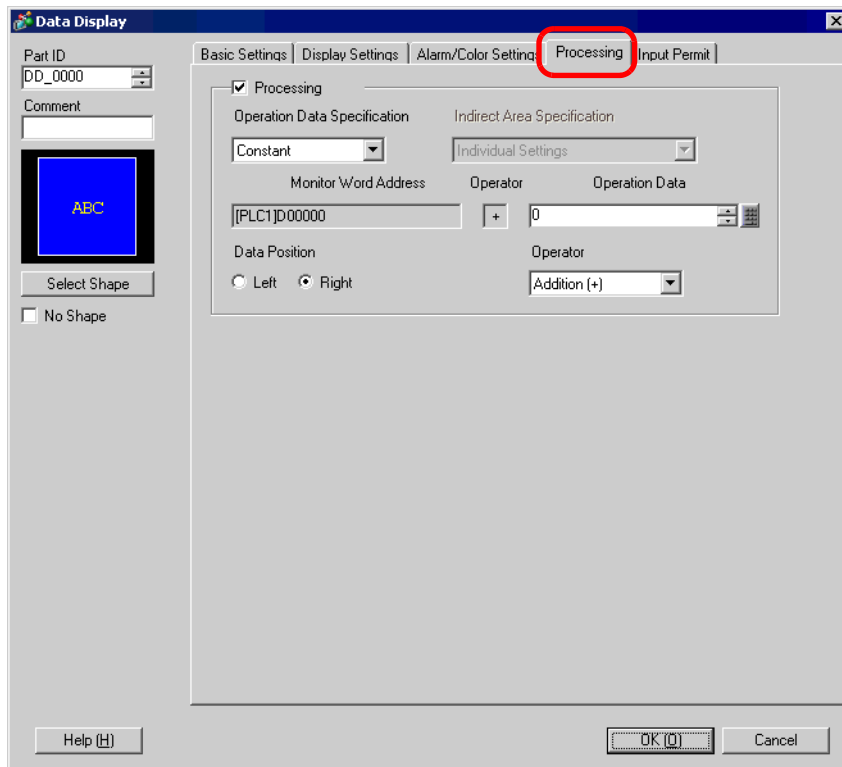 Data Display
Part ID
DD_0000
Comment
ABC
Select Shape
No Shape
Basic Settings Display Settings Alarm/Color Settings Processing Input Permit
Processing
Operation Data Specification Indirect Area Specification
Constant Individual Settings
Monitor Word Address Operator Operation Data
[PLC1]D00000 + 0
Data Position Operator
Left Right Addition (+)
Help (H) OK (O) Cancel